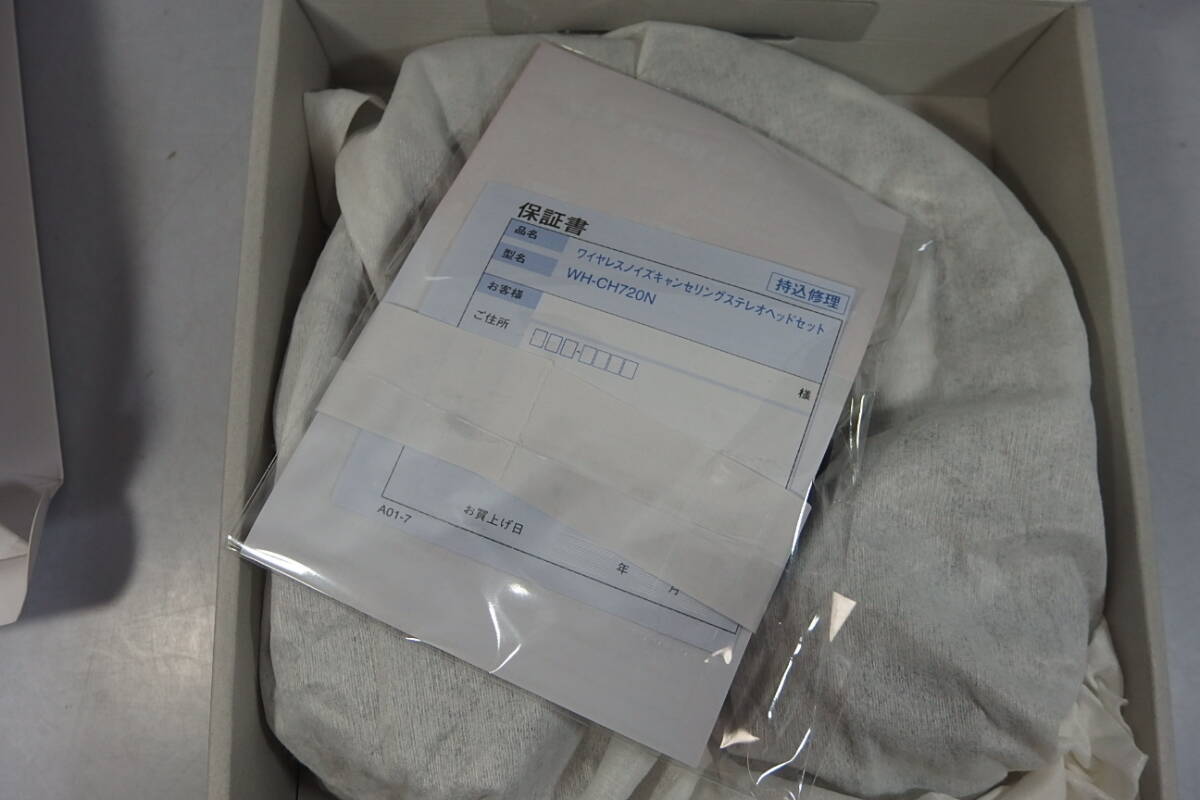 保証書
品名 ワイヤレスノイズキャンセリングステレオヘッドセット
型名 WH-CH720N
持込修理
お客様
ご住所
様
お買上げ日
年
A01-7